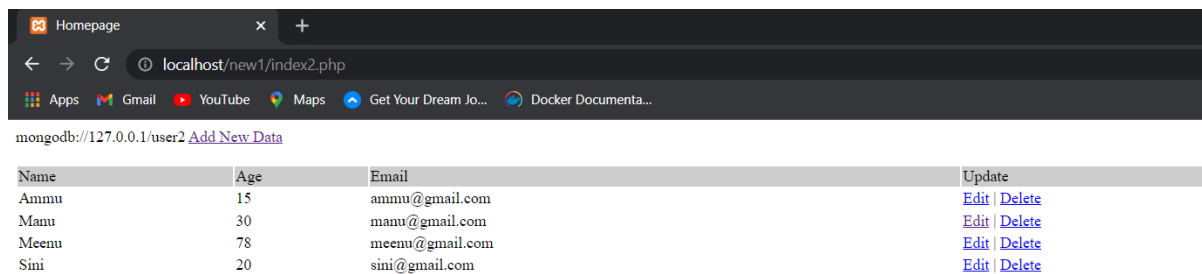 Homepage
localhost/new1/index2.php
Apps Gmail YouTube Maps Get Your Dream Jo... Docker Documenta...
mongodb://127.0.0.1/user2 Add New Data
Name Age Email Update
Ammu 15 ammu@gmail.com Edit | Delete
Manu 30 manu@gmail.com Edit | Delete
Meenu 78 meenu@gmail.com Edit | Delete
Sini 20 sini@gmail.com Edit | Delete